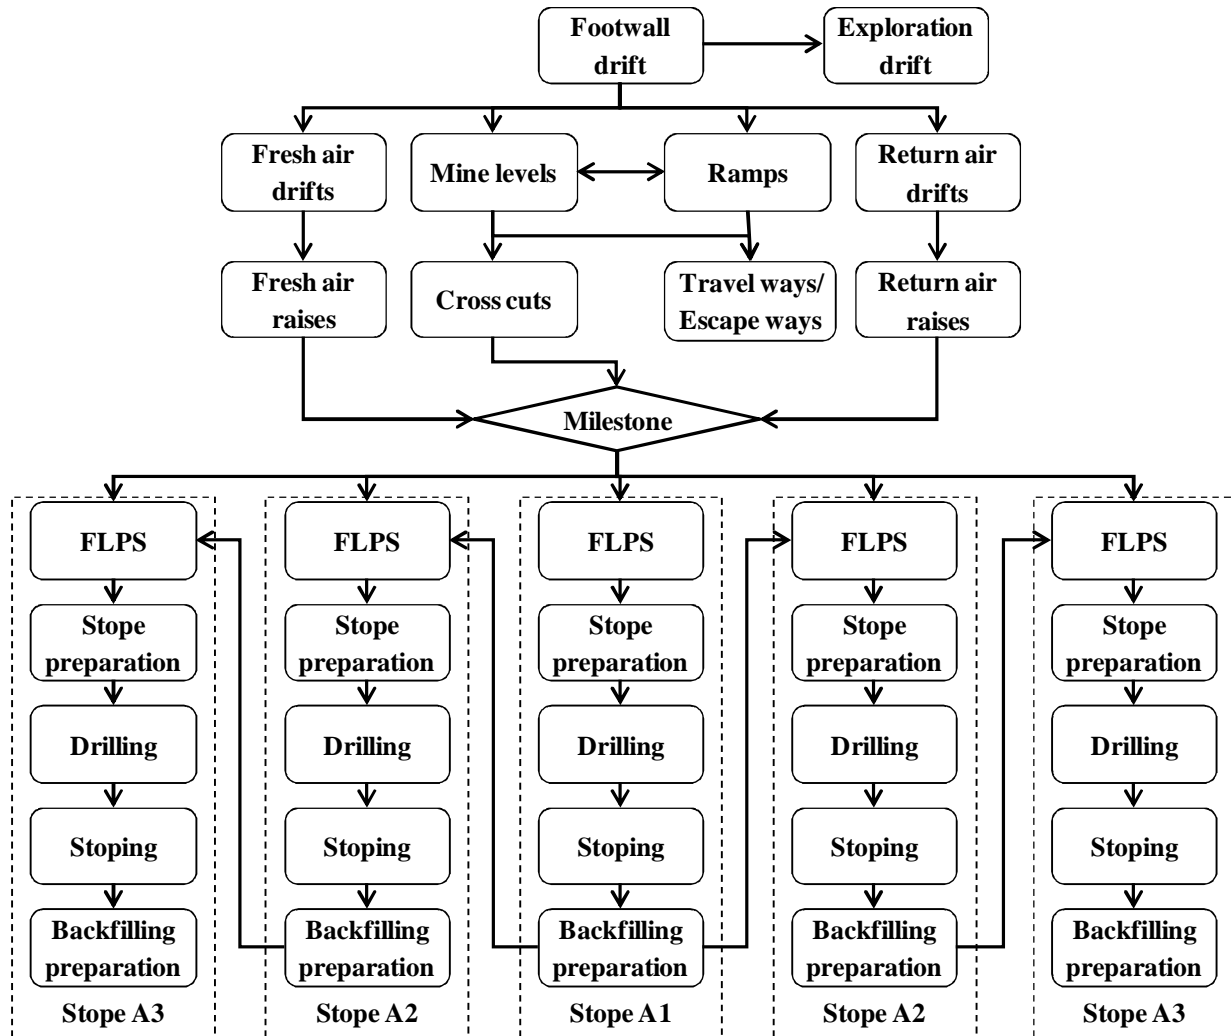 Footwall
drift
Exploration
drift
Fresh air
drifts
Mine levels
Ramps
Return air
drifts
Fresh air
raises
Cross cuts
Travel ways/
Escape ways
Return air
raises
Milestone
FLPS
FLPS
FLPS
FLPS
FLPS
Stope
preparation
Stope
preparation
Stope
preparation
Stope
preparation
Stope
preparation
Drilling
Drilling
Drilling
Drilling
Drilling
Stoping
Stoping
Stoping
Stoping
Stoping
Backfilling
preparation
Backfilling
preparation
Backfilling
preparation
Backfilling
preparation
Backfilling
preparation
Stope A3
Stope A2
Stope A1
Stope A2
Stope A3